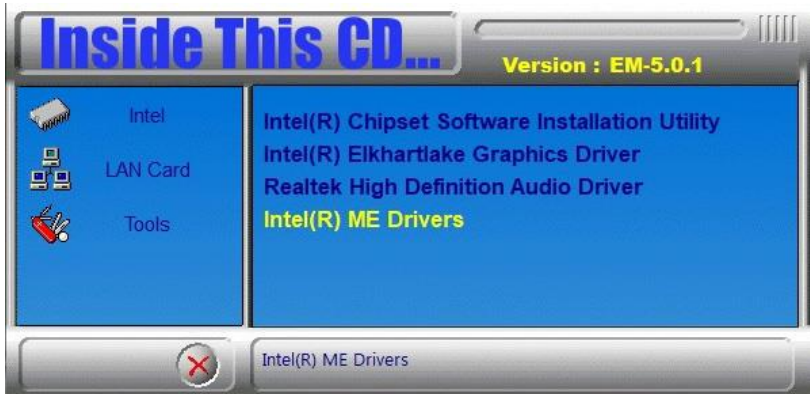 Inside This CD...
Version : EM-5.0.1
Intel
LAN Card
Tools
Intel(R) Chipset Software Installation Utility
Intel(R) Elkhartlake Graphics Driver
Realtek High Definition Audio Driver
Intel(R) ME Drivers
Intel(R) ME Drivers